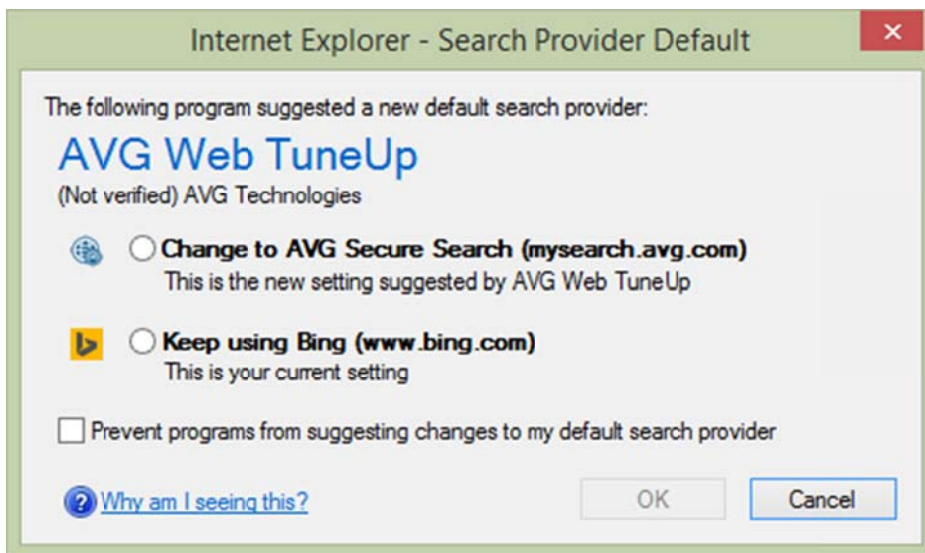 Internet Explorer - Search Provider Default
The following program suggested a new default search provider:
AVG Web TuneUp
(Not verified) AVG Technologies
Change to AVG Secure Search (mysearch.avg.com)
This is the new setting suggested by AVG Web TuneUp
Keep using Bing (www.bing.com)
This is your current setting
Prevent programs from suggesting changes to my default search provider
Why am I seeing this?
OK
Cancel